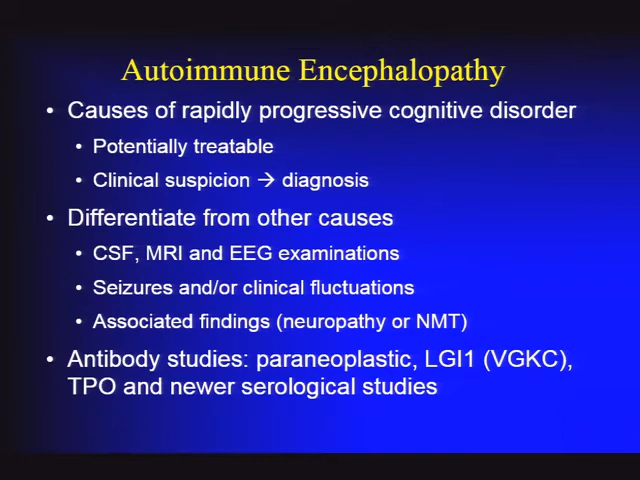 Autoimmune Encephalopathy
• Causes of rapidly progressive cognitive disorder
• Potentially treatable
• Clinical suspicion → diagnosis
• Differentiate from other causes
• CSF, MRI and EEG examinations
• Seizures and/or clinical fluctuations
• Associated findings (neuropathy or NMT)
• Antibody studies: paraneoplastic, LGI1 (VGKC),
TPO and newer serological studies